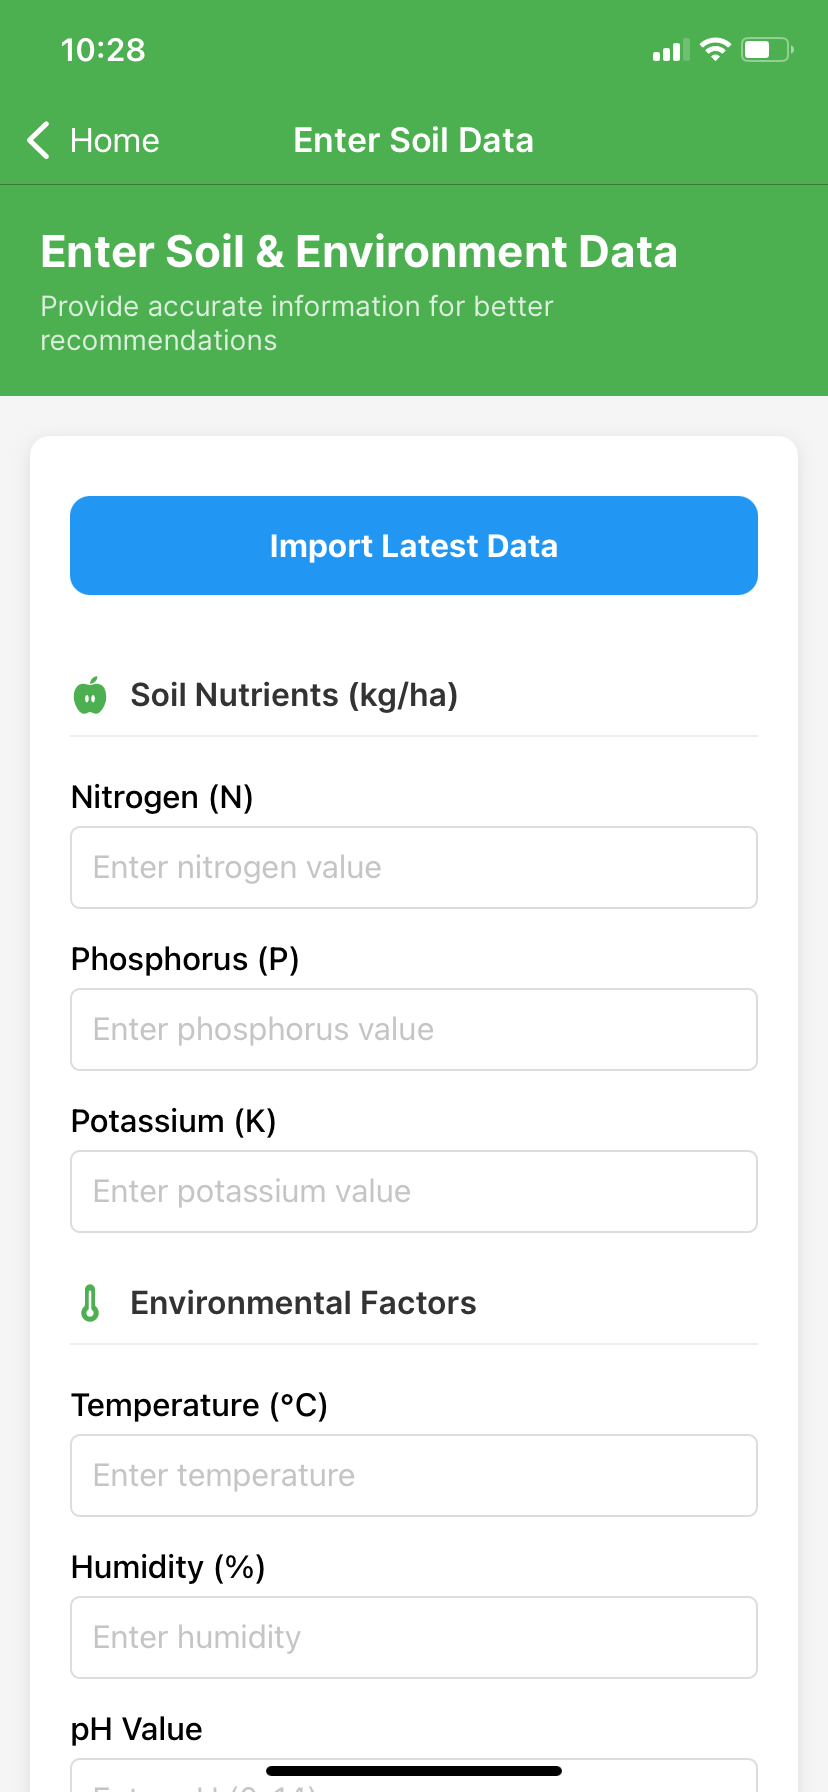 10:28
Home
Enter Soil Data
Enter Soil & Environment Data
Provide accurate information for better
recommendations
Import Latest Data
Soil Nutrients (kg/ha)
Nitrogen (N)
Enter nitrogen value
Phosphorus (P)
Enter phosphorus value
Potassium (K)
Enter potassium value
Environmental Factors
Temperature (°C)
Enter temperature
Humidity (%)
Enter humidity
pH Value